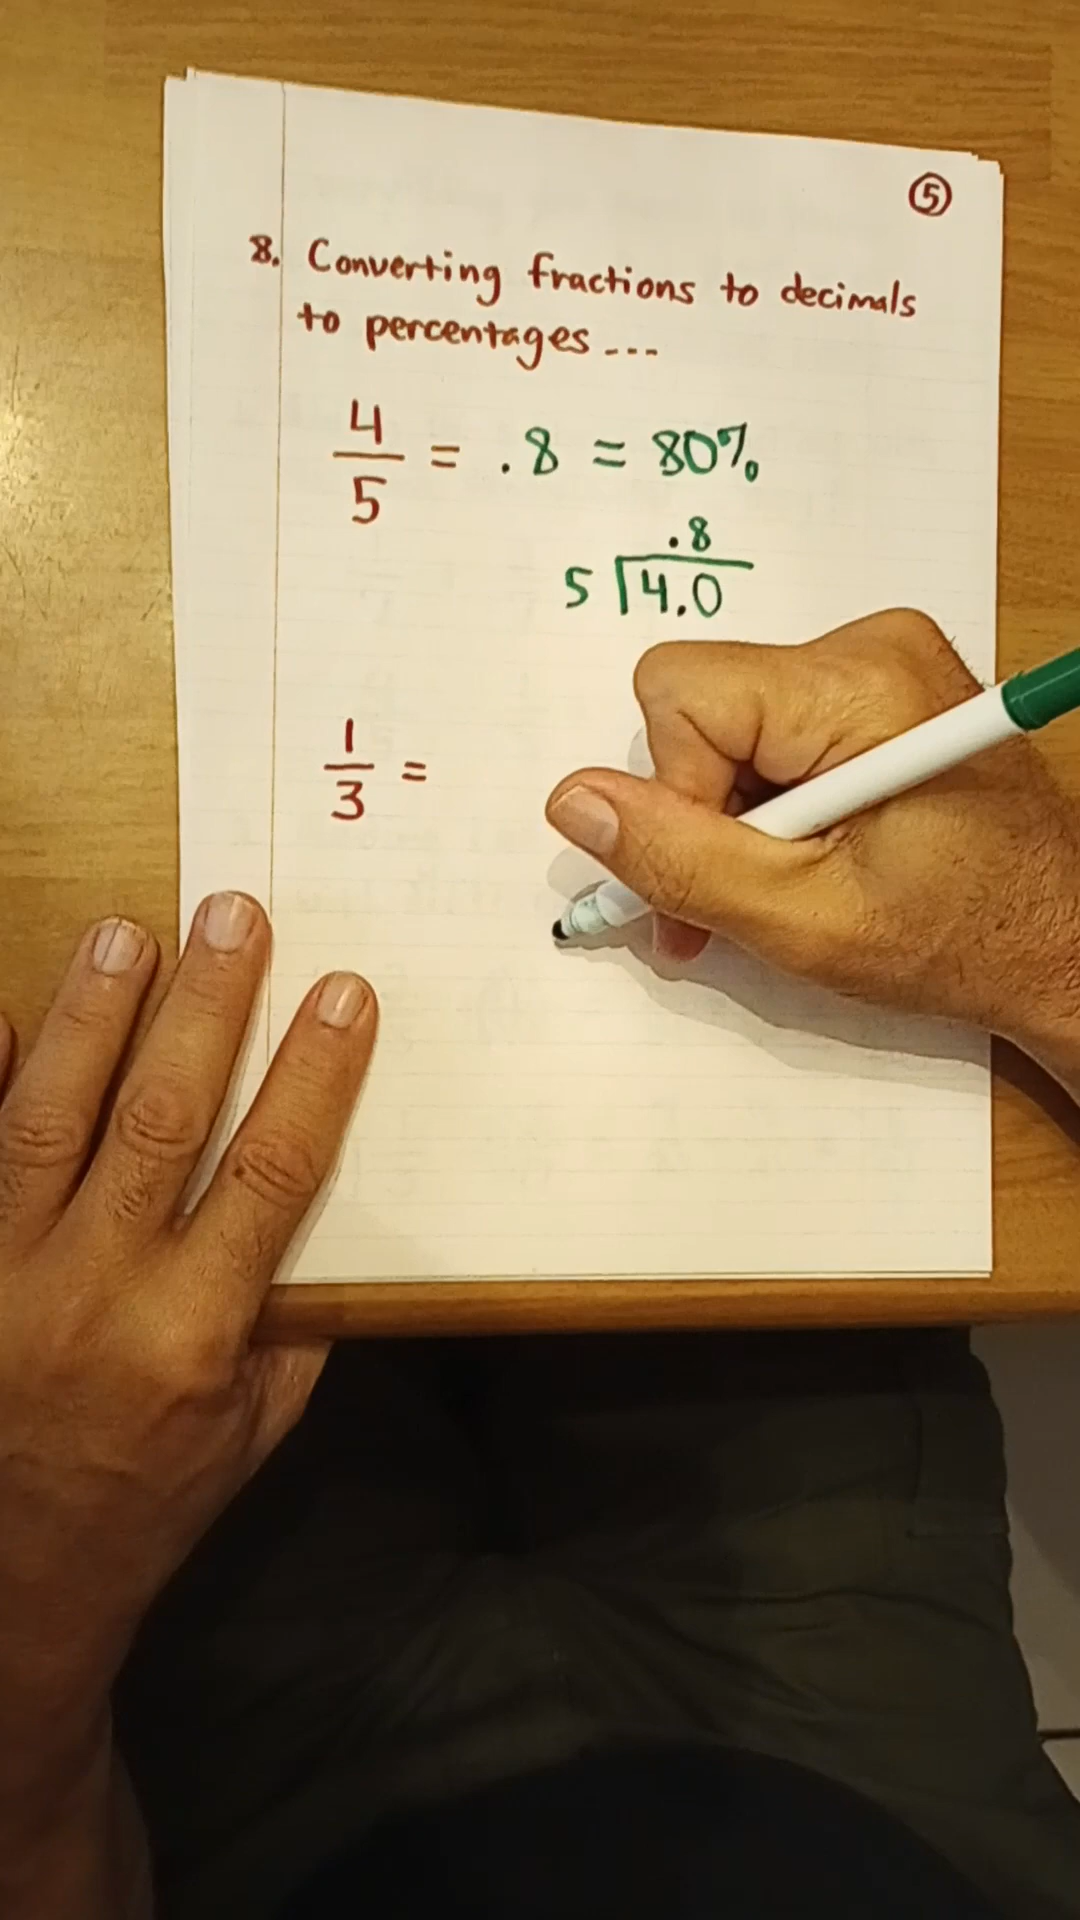 5
8. Converting fractions to decimals
to percentages ---
4/5 = .8 = 80%
.8
5 4.0
1/3 =